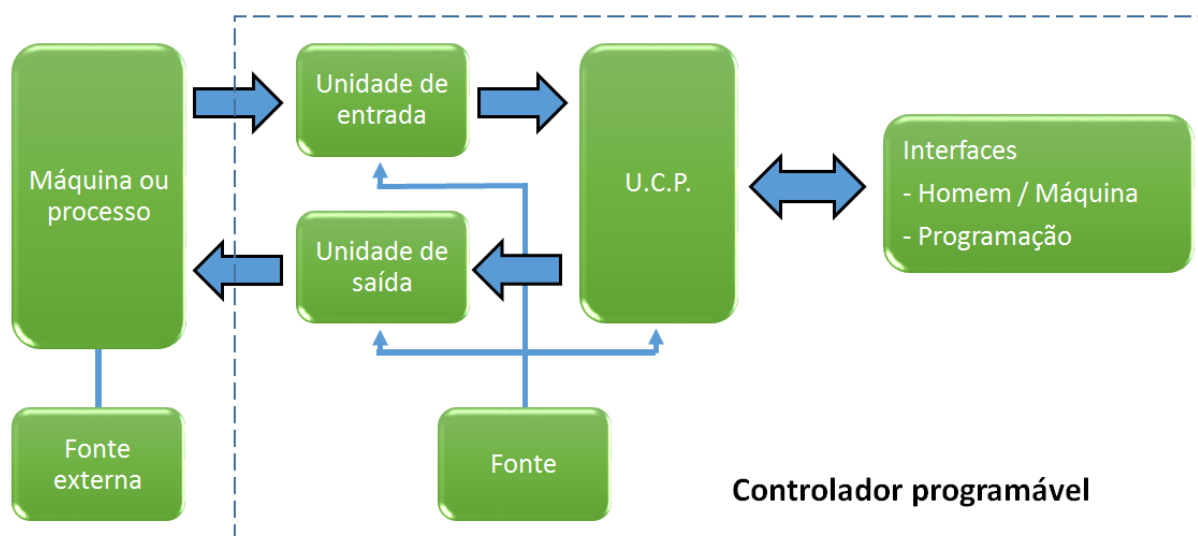 Máquina ou
processo
Unidade de
entrada
U.C.P.
Interfaces
- Homem / Máquina
- Programação
Unidade de
saída
Fonte
externa
Fonte
Controlador programável